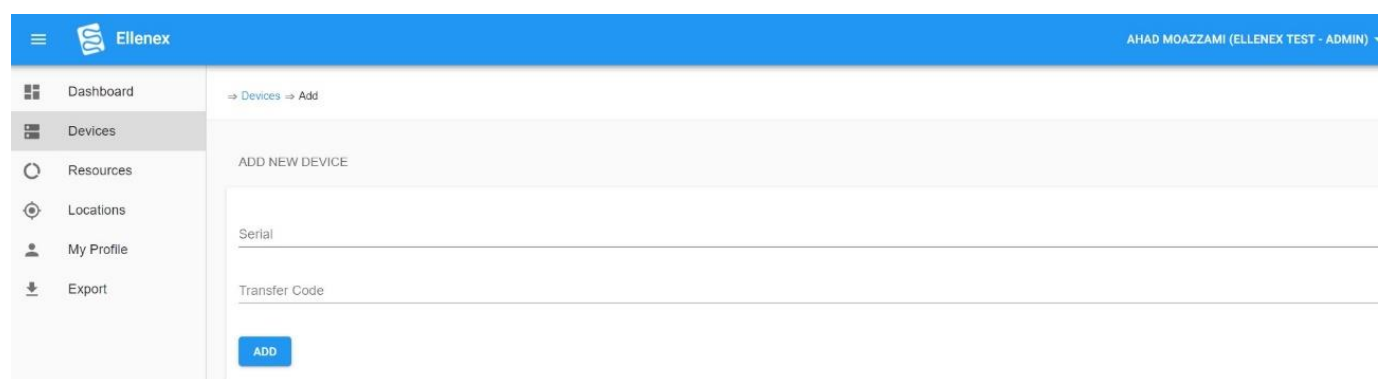 Ellenex
AHAD MOAZZAMI (ELLENEX TEST - ADMIN)
Dashboard
Devices
Resources
Locations
My Profile
Export
⇒ Devices ⇒ Add
ADD NEW DEVICE
Serial
Transfer Code
ADD